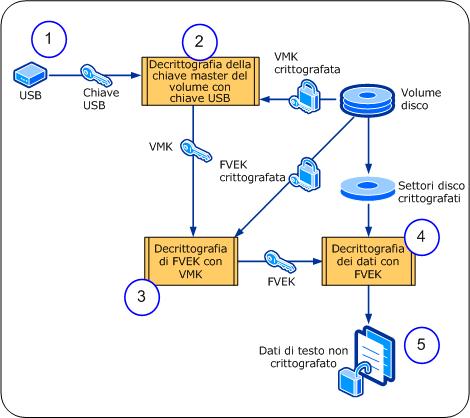 1
USB
Chiave
USB
2
Decrittografia della
chiave master del
volume con
chiave USB
VMK
crittografata
Volume
disco
VMK
FVEK
crittografata
Settori disco
crittografati
3
Decrittografia
di FVEK con
VMK
FVEK
4
Decrittografia
dei dati con
FVEK
5
Dati di testo non
crittografato